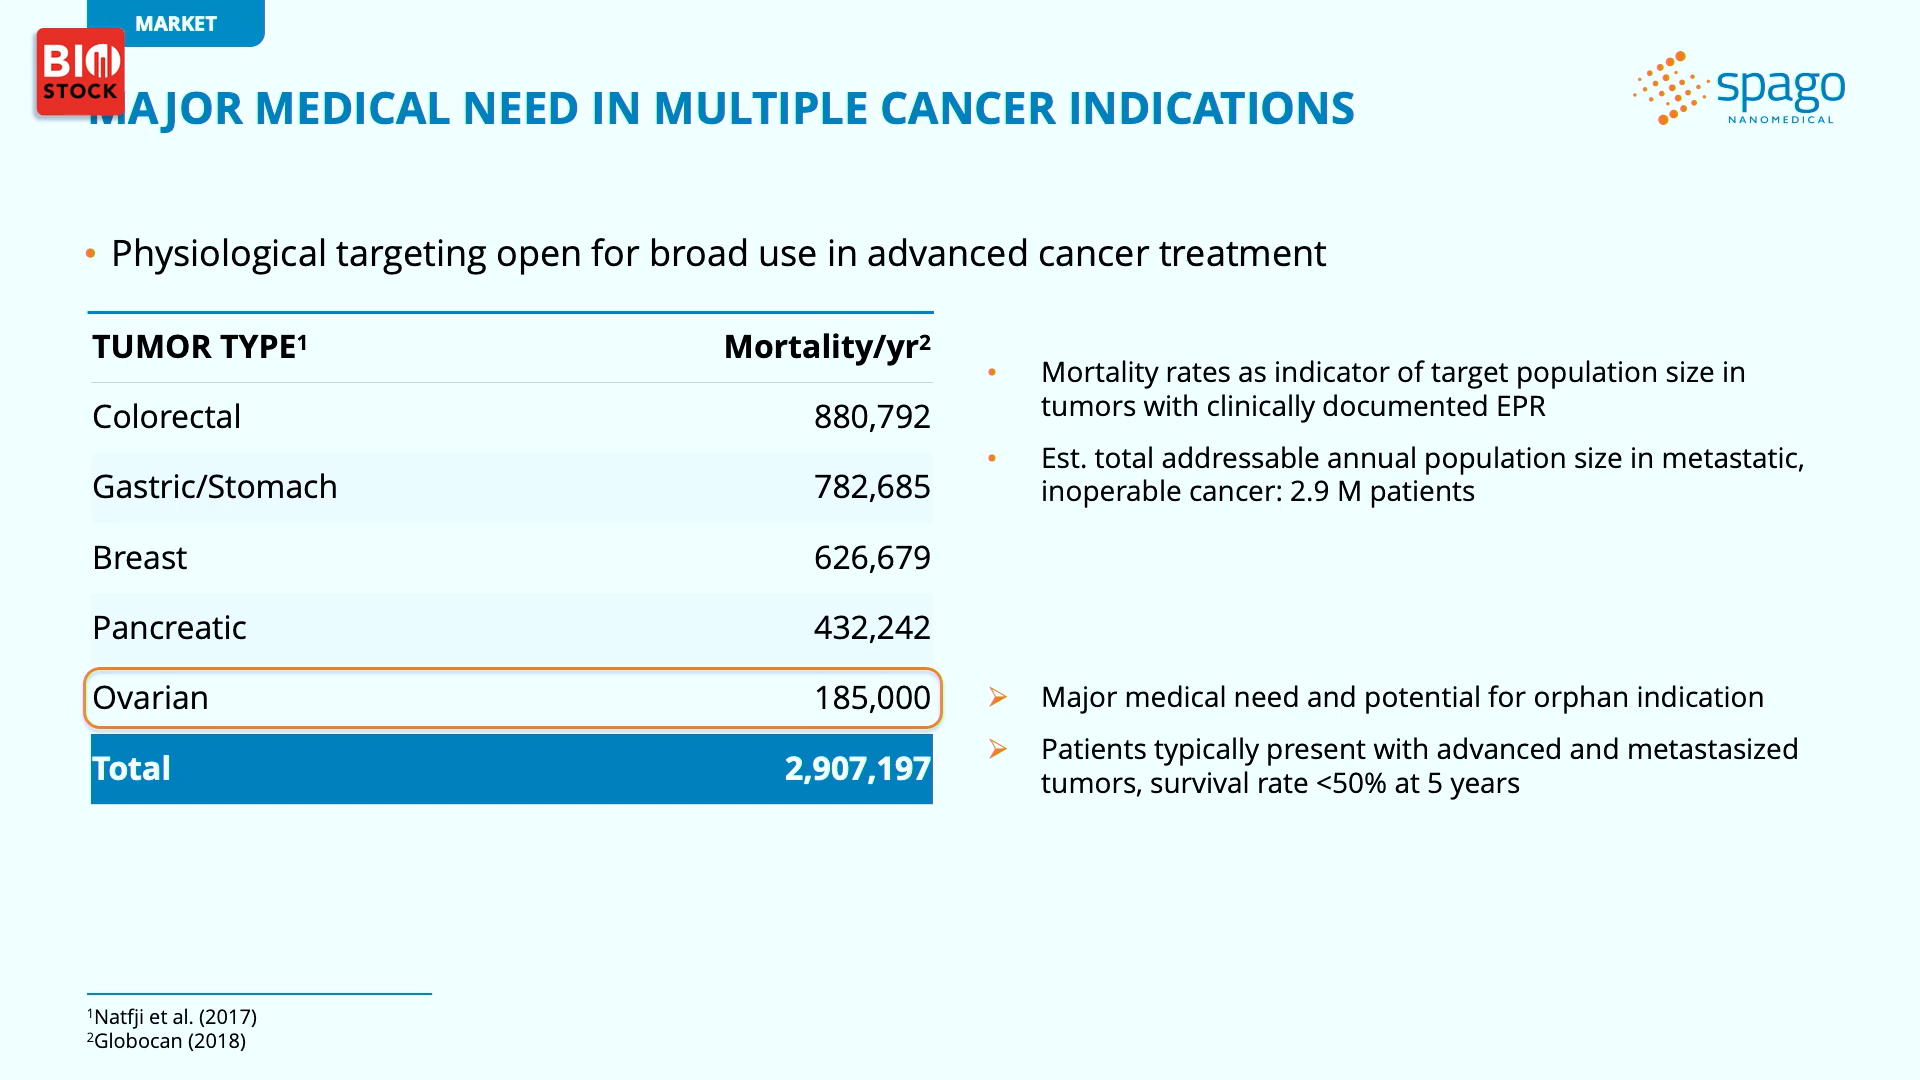 MARKET
BIO
STOCK
MAJOR MEDICAL NEED IN MULTIPLE CANCER INDICATIONS
spago
NANOMEDICAL
• Physiological targeting open for broad use in advanced cancer treatment
TUMOR TYPE¹ Mortality/yr²
Colorectal 880,792
Gastric/Stomach 782,685
Breast 626,679
Pancreatic 432,242
Ovarian 185,000
Total 2,907,197
• Mortality rates as indicator of target population size in
tumors with clinically documented EPR
• Est. total addressable annual population size in metastatic,
inoperable cancer: 2.9 M patients
➢ Major medical need and potential for orphan indication
➢ Patients typically present with advanced and metastasized
tumors, survival rate <50% at 5 years
¹Natfji et al. (2017)
²Globocan (2018)